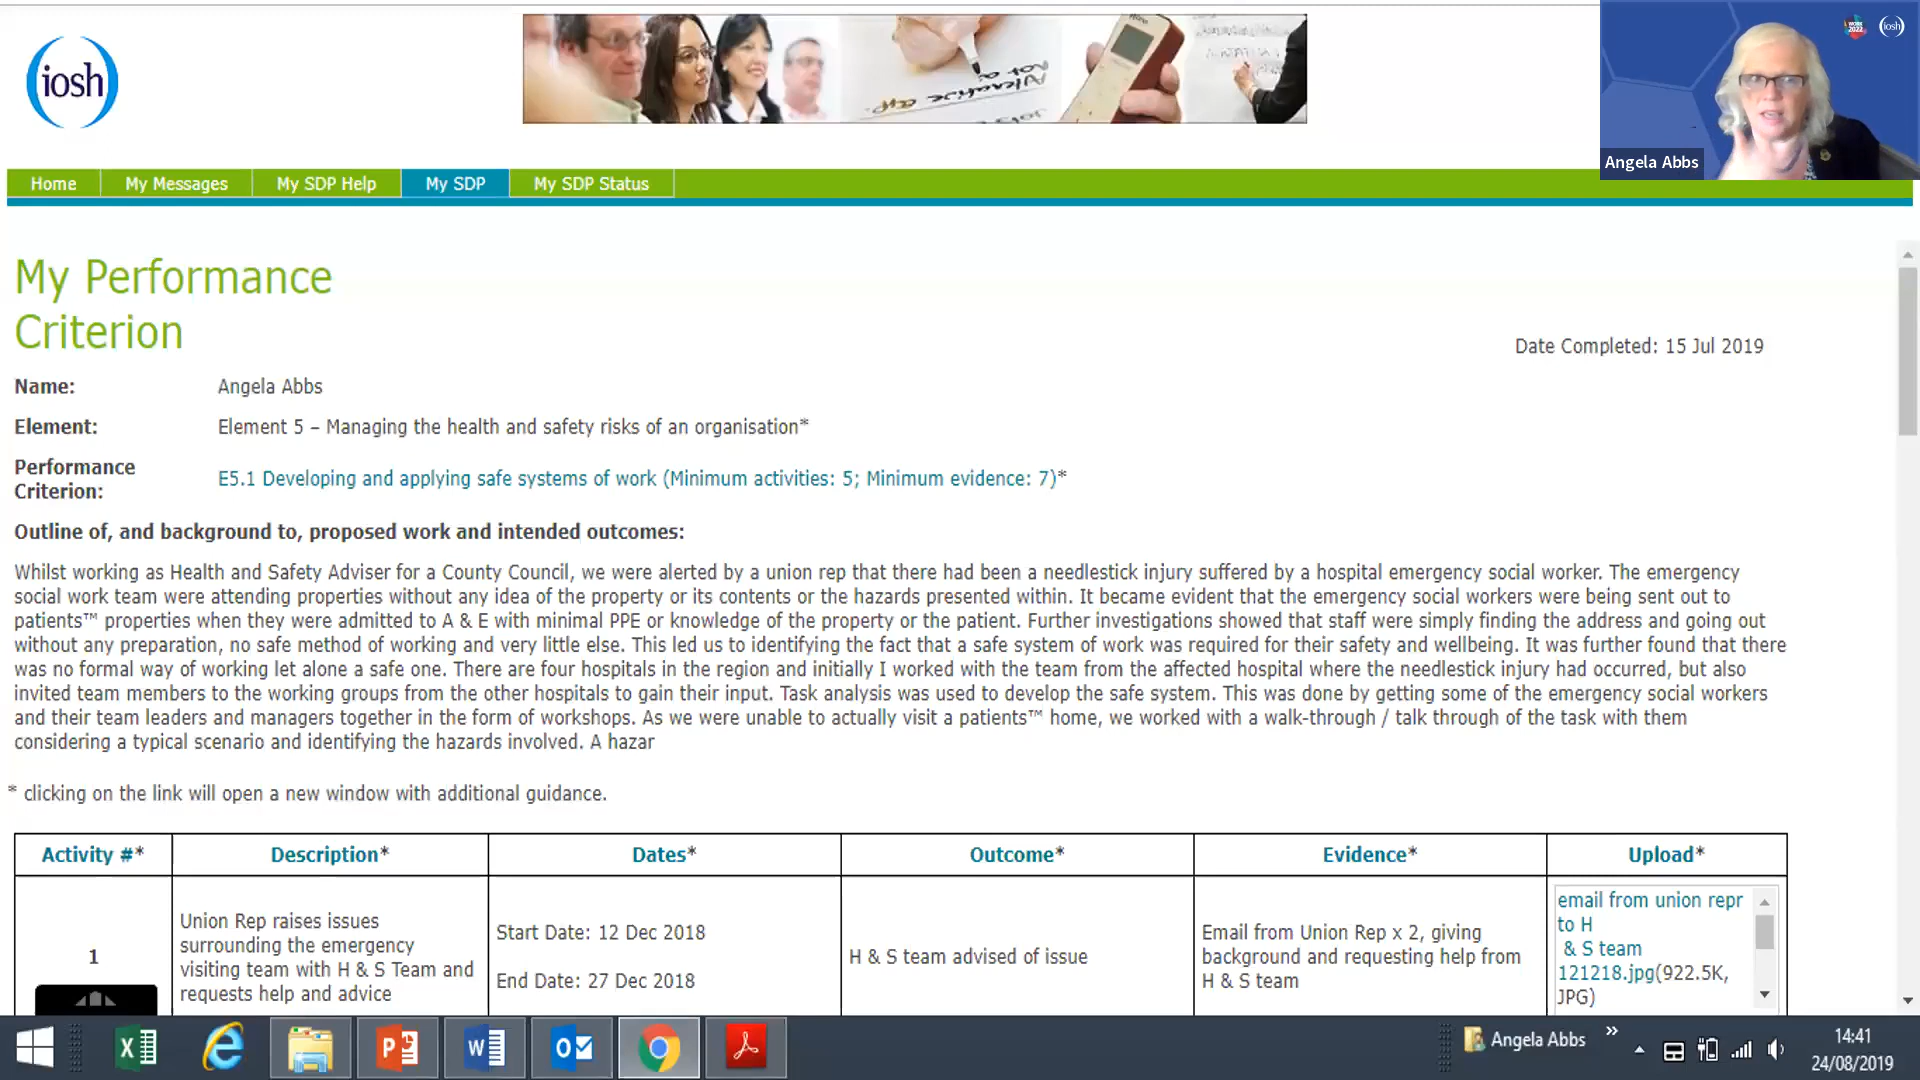 iosh
WORK
2022
iosh
Angela Abbs
Home
My Messages
My SDP Help
My SDP
My SDP Status
My Performance
Criterion
Date Completed: 15 Jul 2019
Name: Angela Abbs
Element: Element 5 – Managing the health and safety risks of an organisation*
Performance
Criterion:
E5.1 Developing and applying safe systems of work (Minimum activities: 5; Minimum evidence: 7)*
Outline of, and background to, proposed work and intended outcomes:
Whilst working as Health and Safety Adviser for a County Council, we were alerted by a union rep that there had been a needlestick injury suffered by a hospital emergency social worker. The emergency
social work team were attending properties without any idea of the property or its contents or the hazards presented within. It became evident that the emergency social workers were being sent out to
patients™ properties when they were admitted to A & E with minimal PPE or knowledge of the property or the patient. Further investigations showed that staff were simply finding the address and going out
without any preparation, no safe method of working and very little else. This led us to identifying the fact that a safe system of work was required for their safety and wellbeing. It was further found that there
was no formal way of working let alone a safe one. There are four hospitals in the region and initially I worked with the team from the affected hospital where the needlestick injury had occurred, but also
invited team members to the working groups from the other hospitals to gain their input. Task analysis was used to develop the safe system. This was done by getting some of the emergency social workers
and their team leaders and managers together in the form of workshops. As we were unable to actually visit a patients™ home, we worked with a walk-through / talk through of the task with them
considering a typical scenario and identifying the hazards involved. A hazar
* clicking on the link will open a new window with additional guidance.
Activity #*
Description*
Dates*
Outcome*
Evidence*
Upload*
1
Union Rep raises issues
surrounding the emergency
visiting team with H & S Team and
requests help and advice
Start Date: 12 Dec 2018
End Date: 27 Dec 2018
H & S team advised of issue
Email from Union Rep x 2, giving
background and requesting help from
H & S team
email from union repr
to H
& S team
121218.jpg(922.5K,
JPG)
Angela Abbs
14:41
24/08/2019